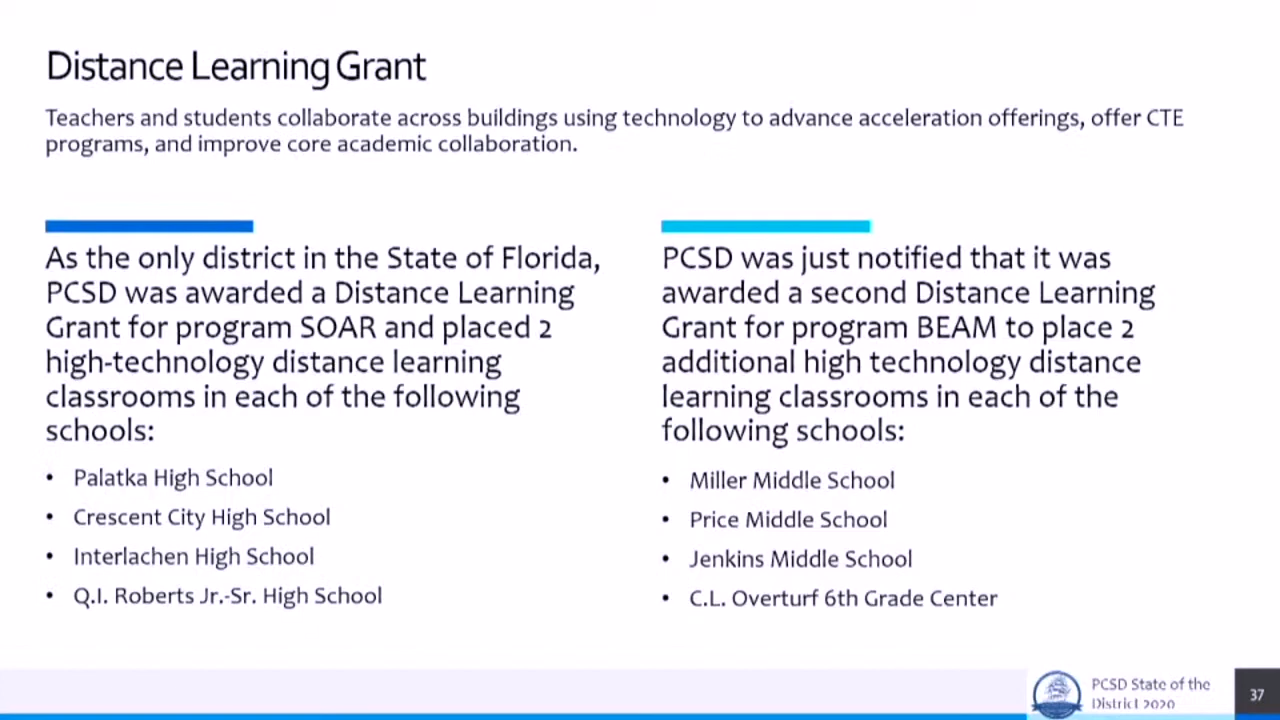 Distance Learning Grant
Teachers and students collaborate across buildings using technology to advance acceleration offerings, offer CTE
programs, and improve core academic collaboration.
As the only district in the State of Florida,
PCSD was awarded a Distance Learning
Grant for program SOAR and placed 2
high-technology distance learning
classrooms in each of the following
schools:
• Palatka High School
• Crescent City High School
• Interlachen High School
• Q.I. Roberts Jr.-Sr. High School
PCSD was just notified that it was
awarded a second Distance Learning
Grant for program BEAM to place 2
additional high technology distance
learning classrooms in each of the
following schools:
• Miller Middle School
• Price Middle School
• Jenkins Middle School
• C.L. Overturf 6th Grade Center
PCSD State of the
District 2020
37